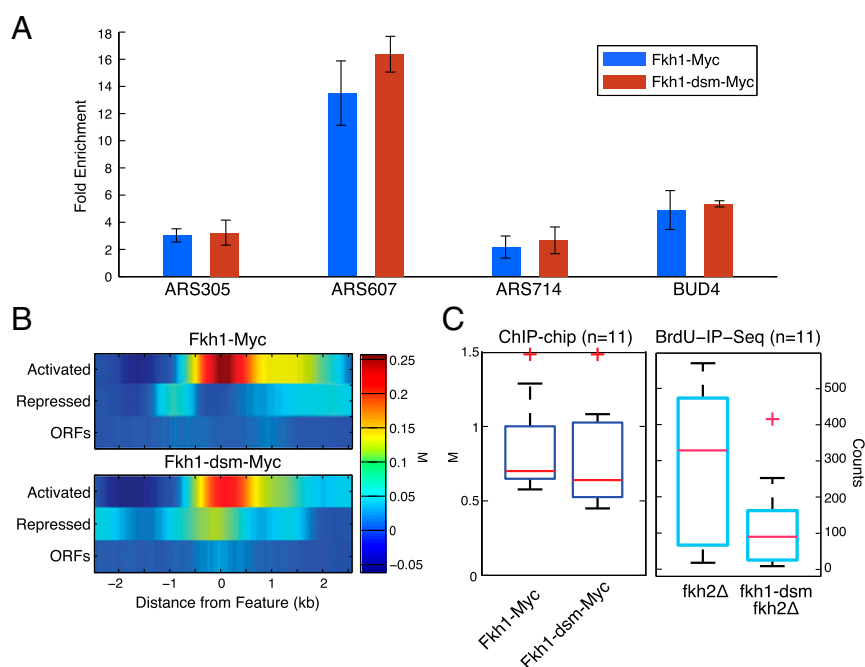 A
18
16
14
12
10
8
6
4
2
0
Fold Enrichment
Fkh1-Myc
Fkh1-dsm-Myc
ARS305
ARS607
ARS714
BUD4
B
Fkh1-Myc
Activated
Repressed
ORFs
Fkh1-dsm-Myc
Activated
Repressed
ORFs
−2
−1
0
1
2
Distance from Feature (kb)
0.25
0.20
0.15
0.10
0.05
0
−0.05
M
C
ChIP-chip (n=11)
1.5
1
0.5
0
M
Fkh1-Myc
Fkh1-dsm-Myc
BrdU−IP−Seq (n=11)
500
400
300
200
100
0
Counts
fkh2Δ
fkh1-dsm
fkh2Δ